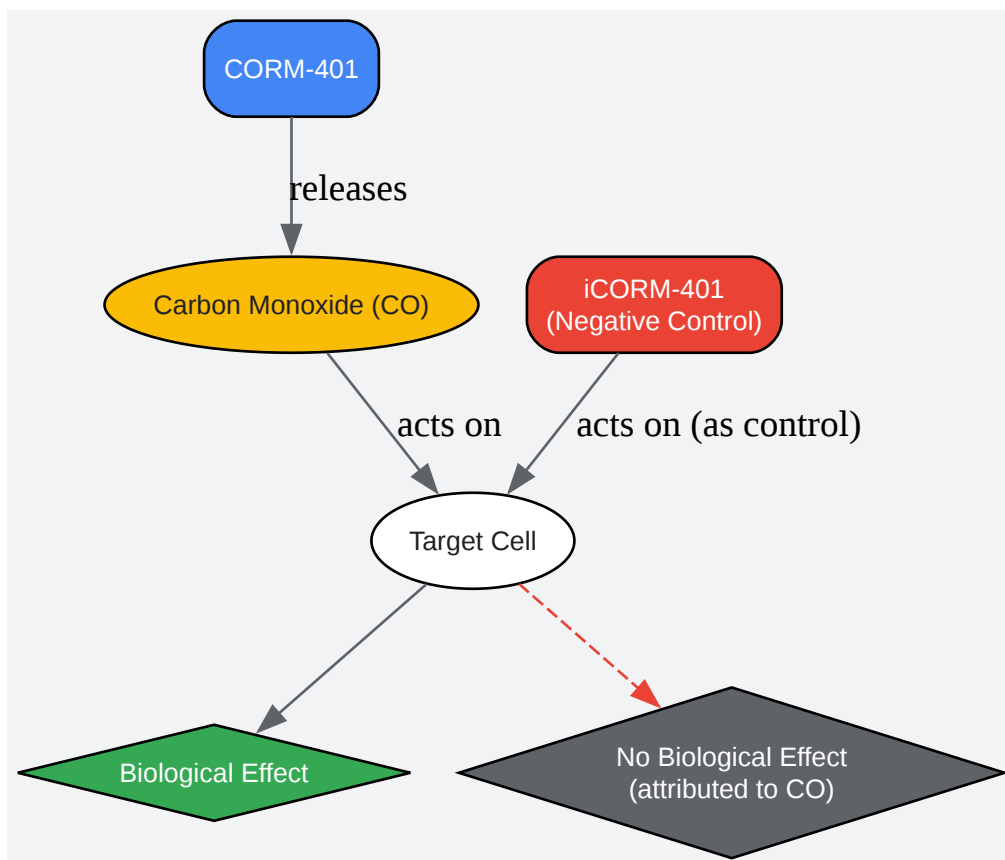 CORM-401
releases
Carbon Monoxide (CO)
iCORM-401
(Negative Control)
acts on
acts on (as control)
Target Cell
Biological Effect
No Biological Effect
(attributed to CO)